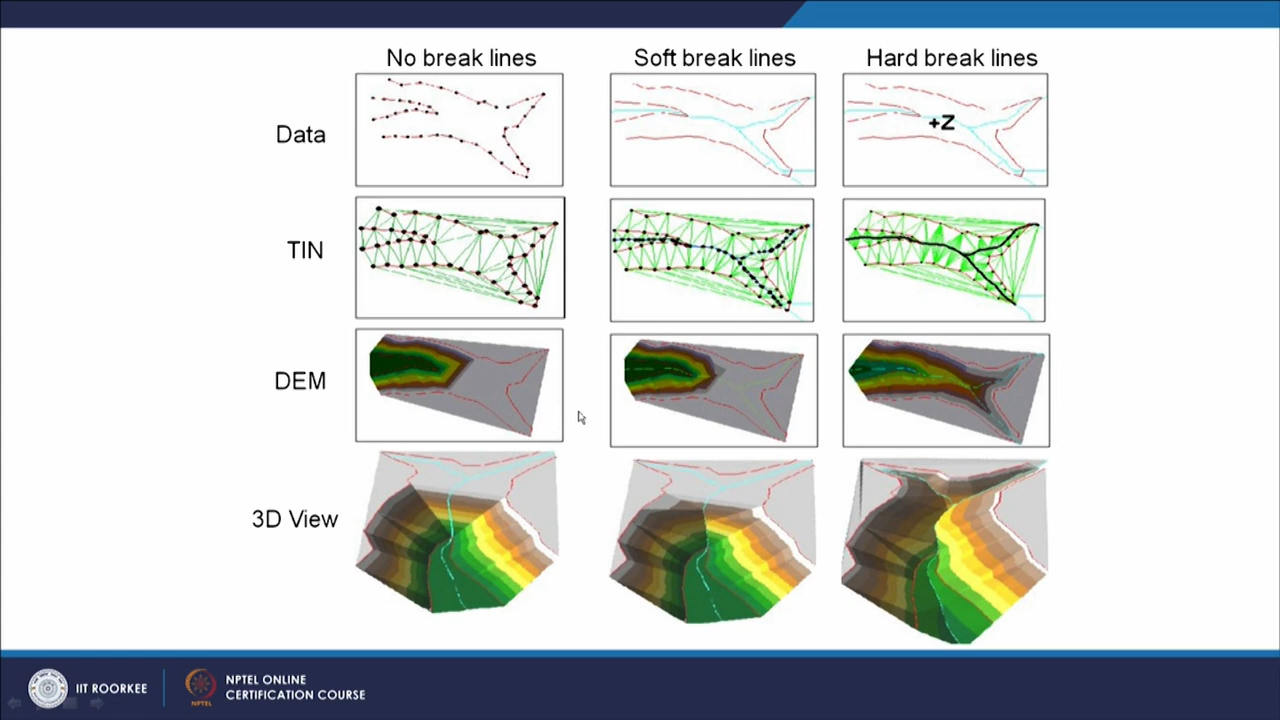 No break lines
Soft break lines
Hard break lines
Data
+Z
TIN
DEM
3D View
IIT ROORKEE
NPTEL
NPTEL ONLINE
CERTIFICATION COURSE